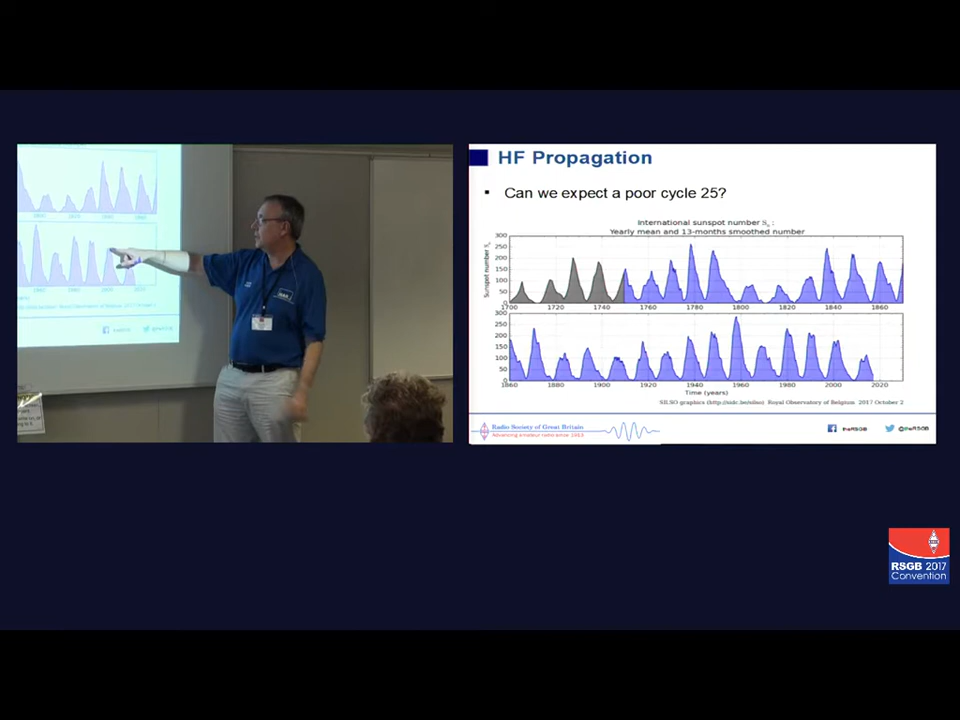 HF Propagation
▪ Can we expect a poor cycle 25?
International sunspot number Sn :
Yearly mean and 13-months smoothed number
Sunspot number Sn
300
250
200
150
100
50
0
1700 1720 1740 1760 1780 1800 1820 1840 1860
300
250
200
150
100
50
0
1860 1880 1900 1920 1940 1960 1980 2000 2020
Time (years)
SILSO graphics (http://sidc.be/silso) Royal Observatory of Belgium 2017 October 2
Radio Society of Great Britain
Advancing amateur radio since 1913
theRSGB
@theRSGB
RSGB 2017
Convention